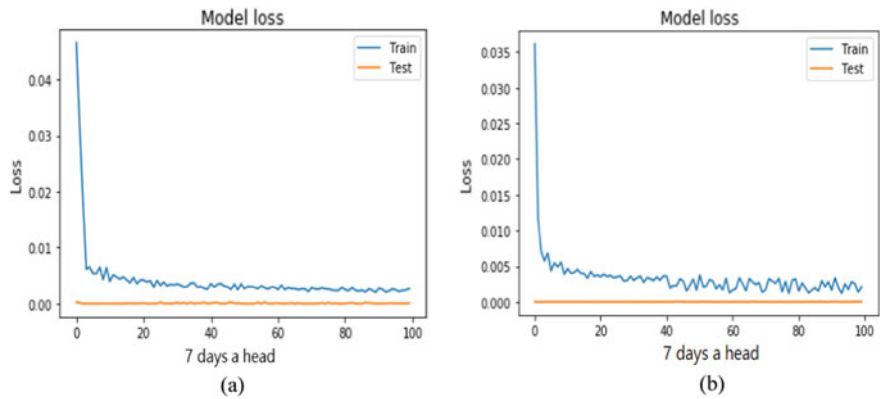 Model loss
Train
Test
0.04
0.03
0.02
0.01
0.00
Loss
0 20 40 60 80 100
7 days a head
(a)
Model loss
Train
Test
0.035
0.030
0.025
0.020
0.015
0.010
0.005
0.000
Loss
0 20 40 60 80 100
7 days a head
(b)